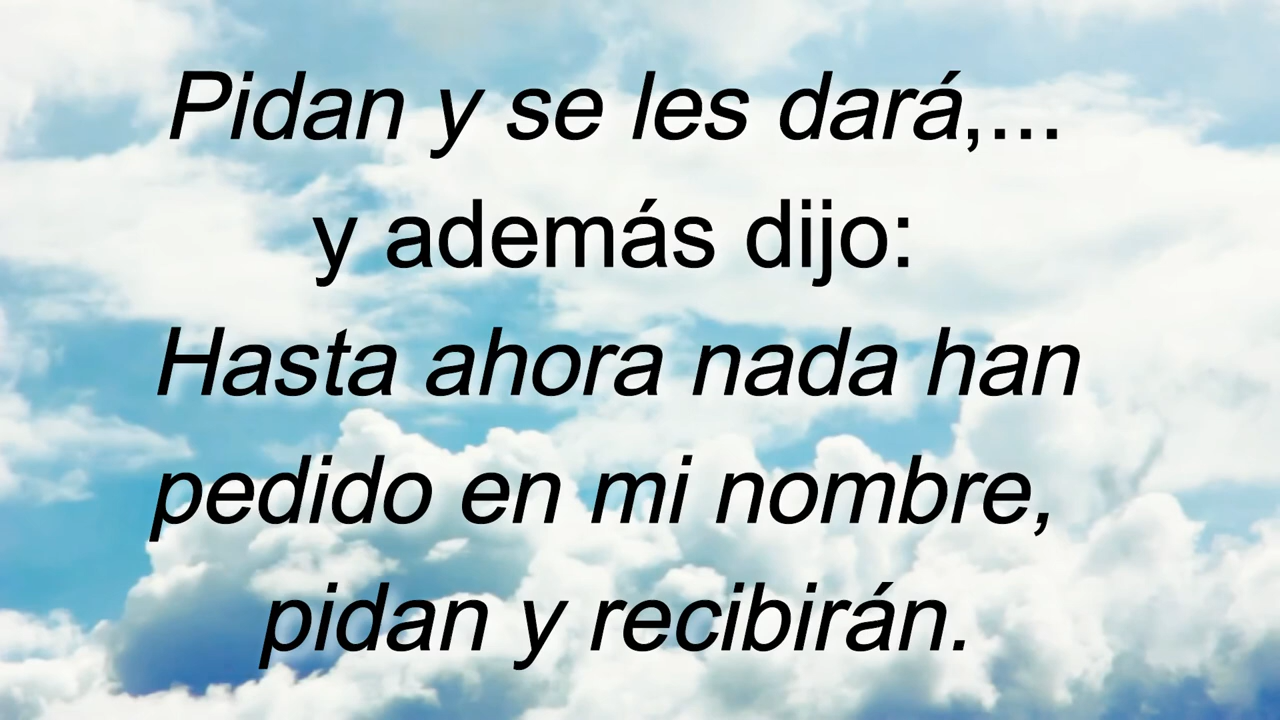 Pidan y se les dará,...
y además dijo:
Hasta ahora nada han
pedido en mi nombre,
pidan y recibirán.